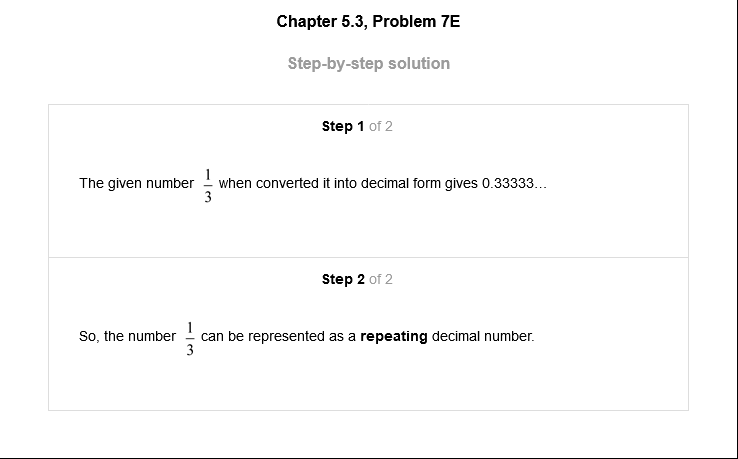 Chapter 5.3, Problem 7E
Step-by-step solution
Step 1 of 2
The given number 1/3 when converted it into decimal form gives 0.33333...
Step 2 of 2
So, the number 1/3 can be represented as a repeating decimal number.